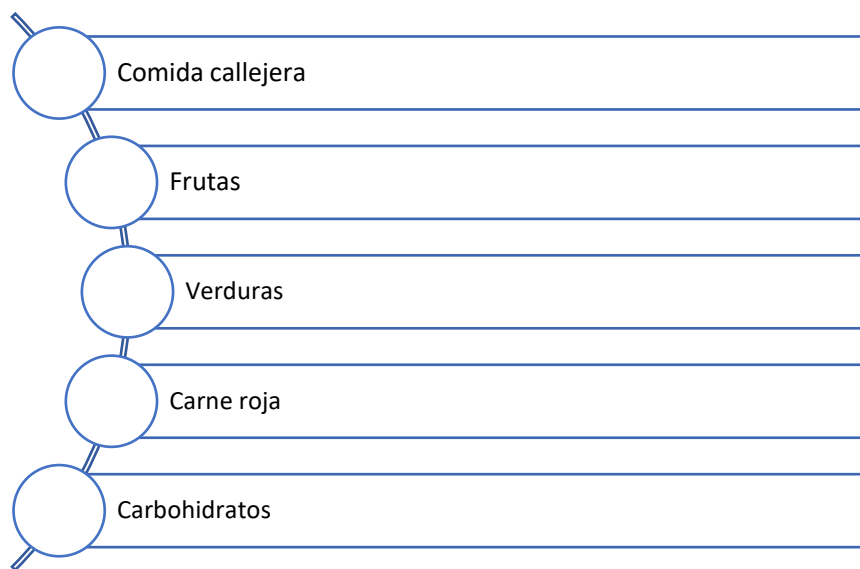 Comida callejera
Frutas
Verduras
Carne roja
Carbohidratos